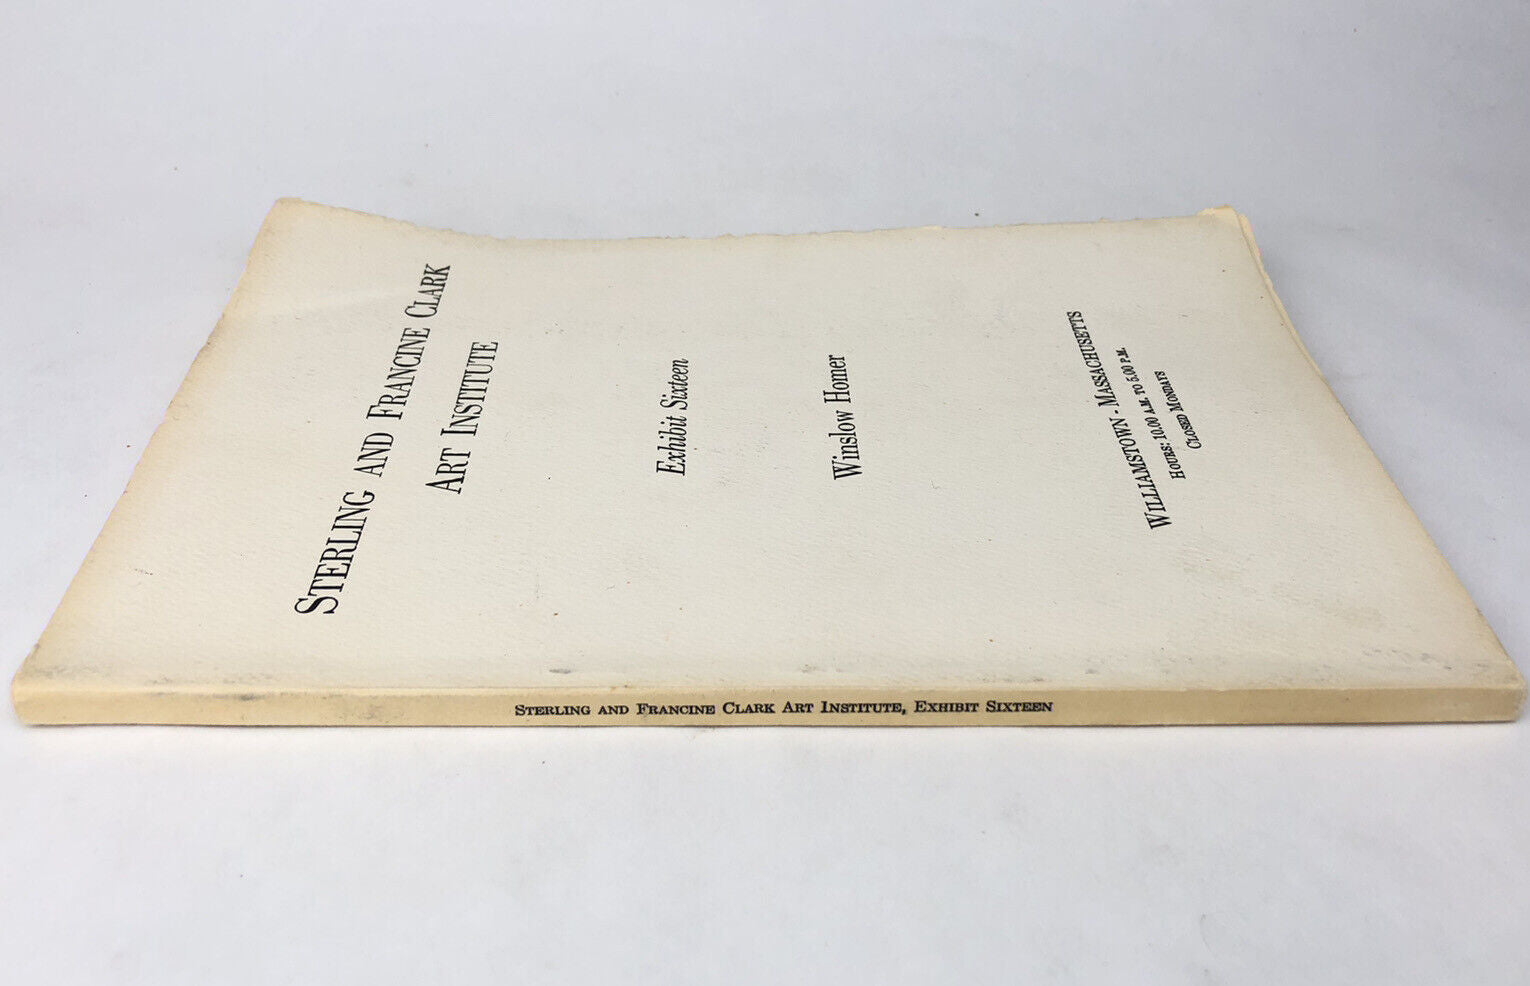 STERLING AND FRANCINE CLARK
ART INSTITUTE
Exhibit Sixteen
Winslow Homer
WILLIAMSTOWN - MASSACHUSETTS
HOURS: 10.00 A.M. TO 5.00 P.M.
CLOSED MONDAYS
STERLING AND FRANCINE CLARK ART INSTITUTE, EXHIBIT SIXTEEN